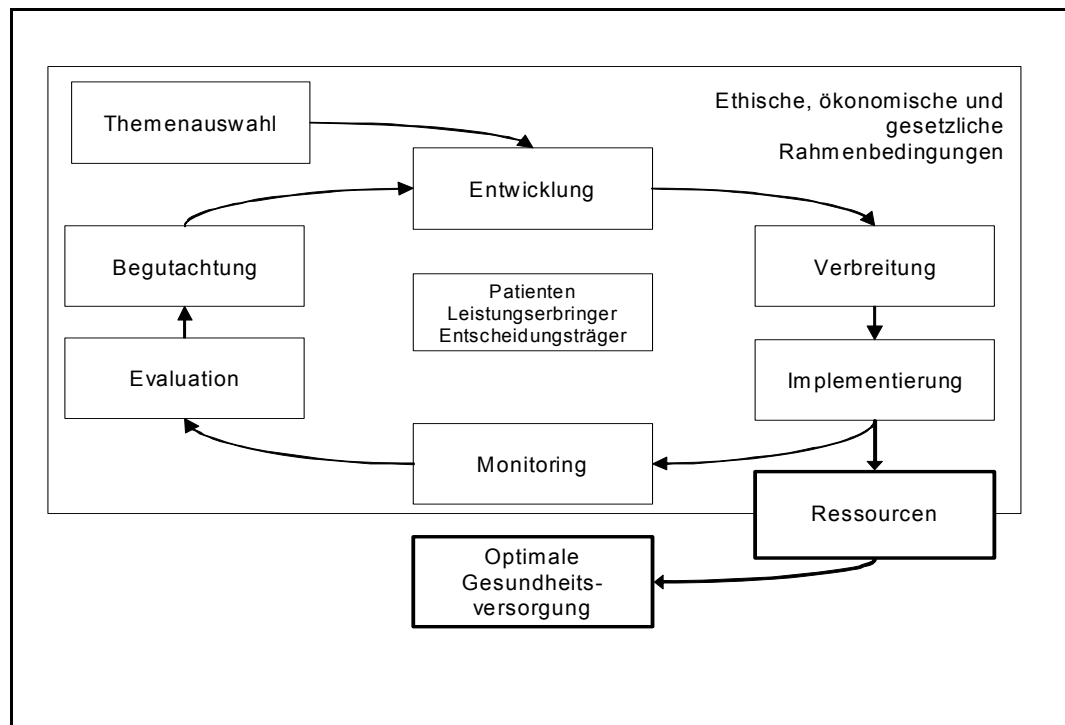 Themenauswahl
Ethische, ökonomische und
gesetzliche
Rahmenbedingungen
Entwicklung
Begutachtung
Verbreitung
Patienten
Leistungserbringer
Entscheidungsträger
Evaluation
Implementierung
Monitoring
Ressourcen
Optimale
Gesundheits-
versorgung